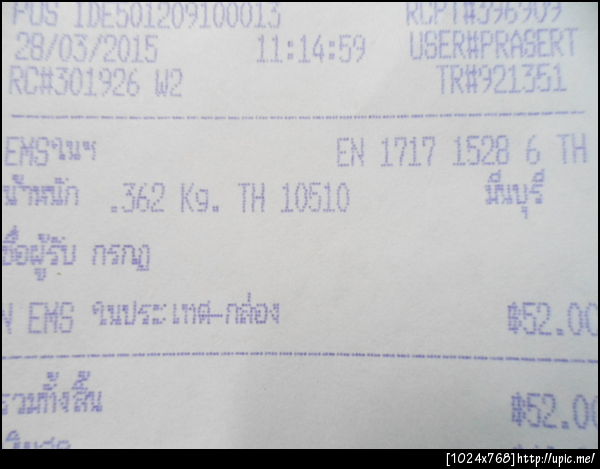 POS IDE501209100013 RCPT#396909
28/03/2015 11:14:59 USER#PRASERT
RC#301926 W2 TR#921351
EMSในฯ EN 1717 1528 6 TH
น้ำหนัก .362 Kg. TH 10510 มีนบุรี
ชื่อผู้รับ กรกฎ
N EMS ในประเทศ-กล่อง ฿52.00
รวมทั้งสิ้น ฿52.00
[1024x768]http://upic.me/